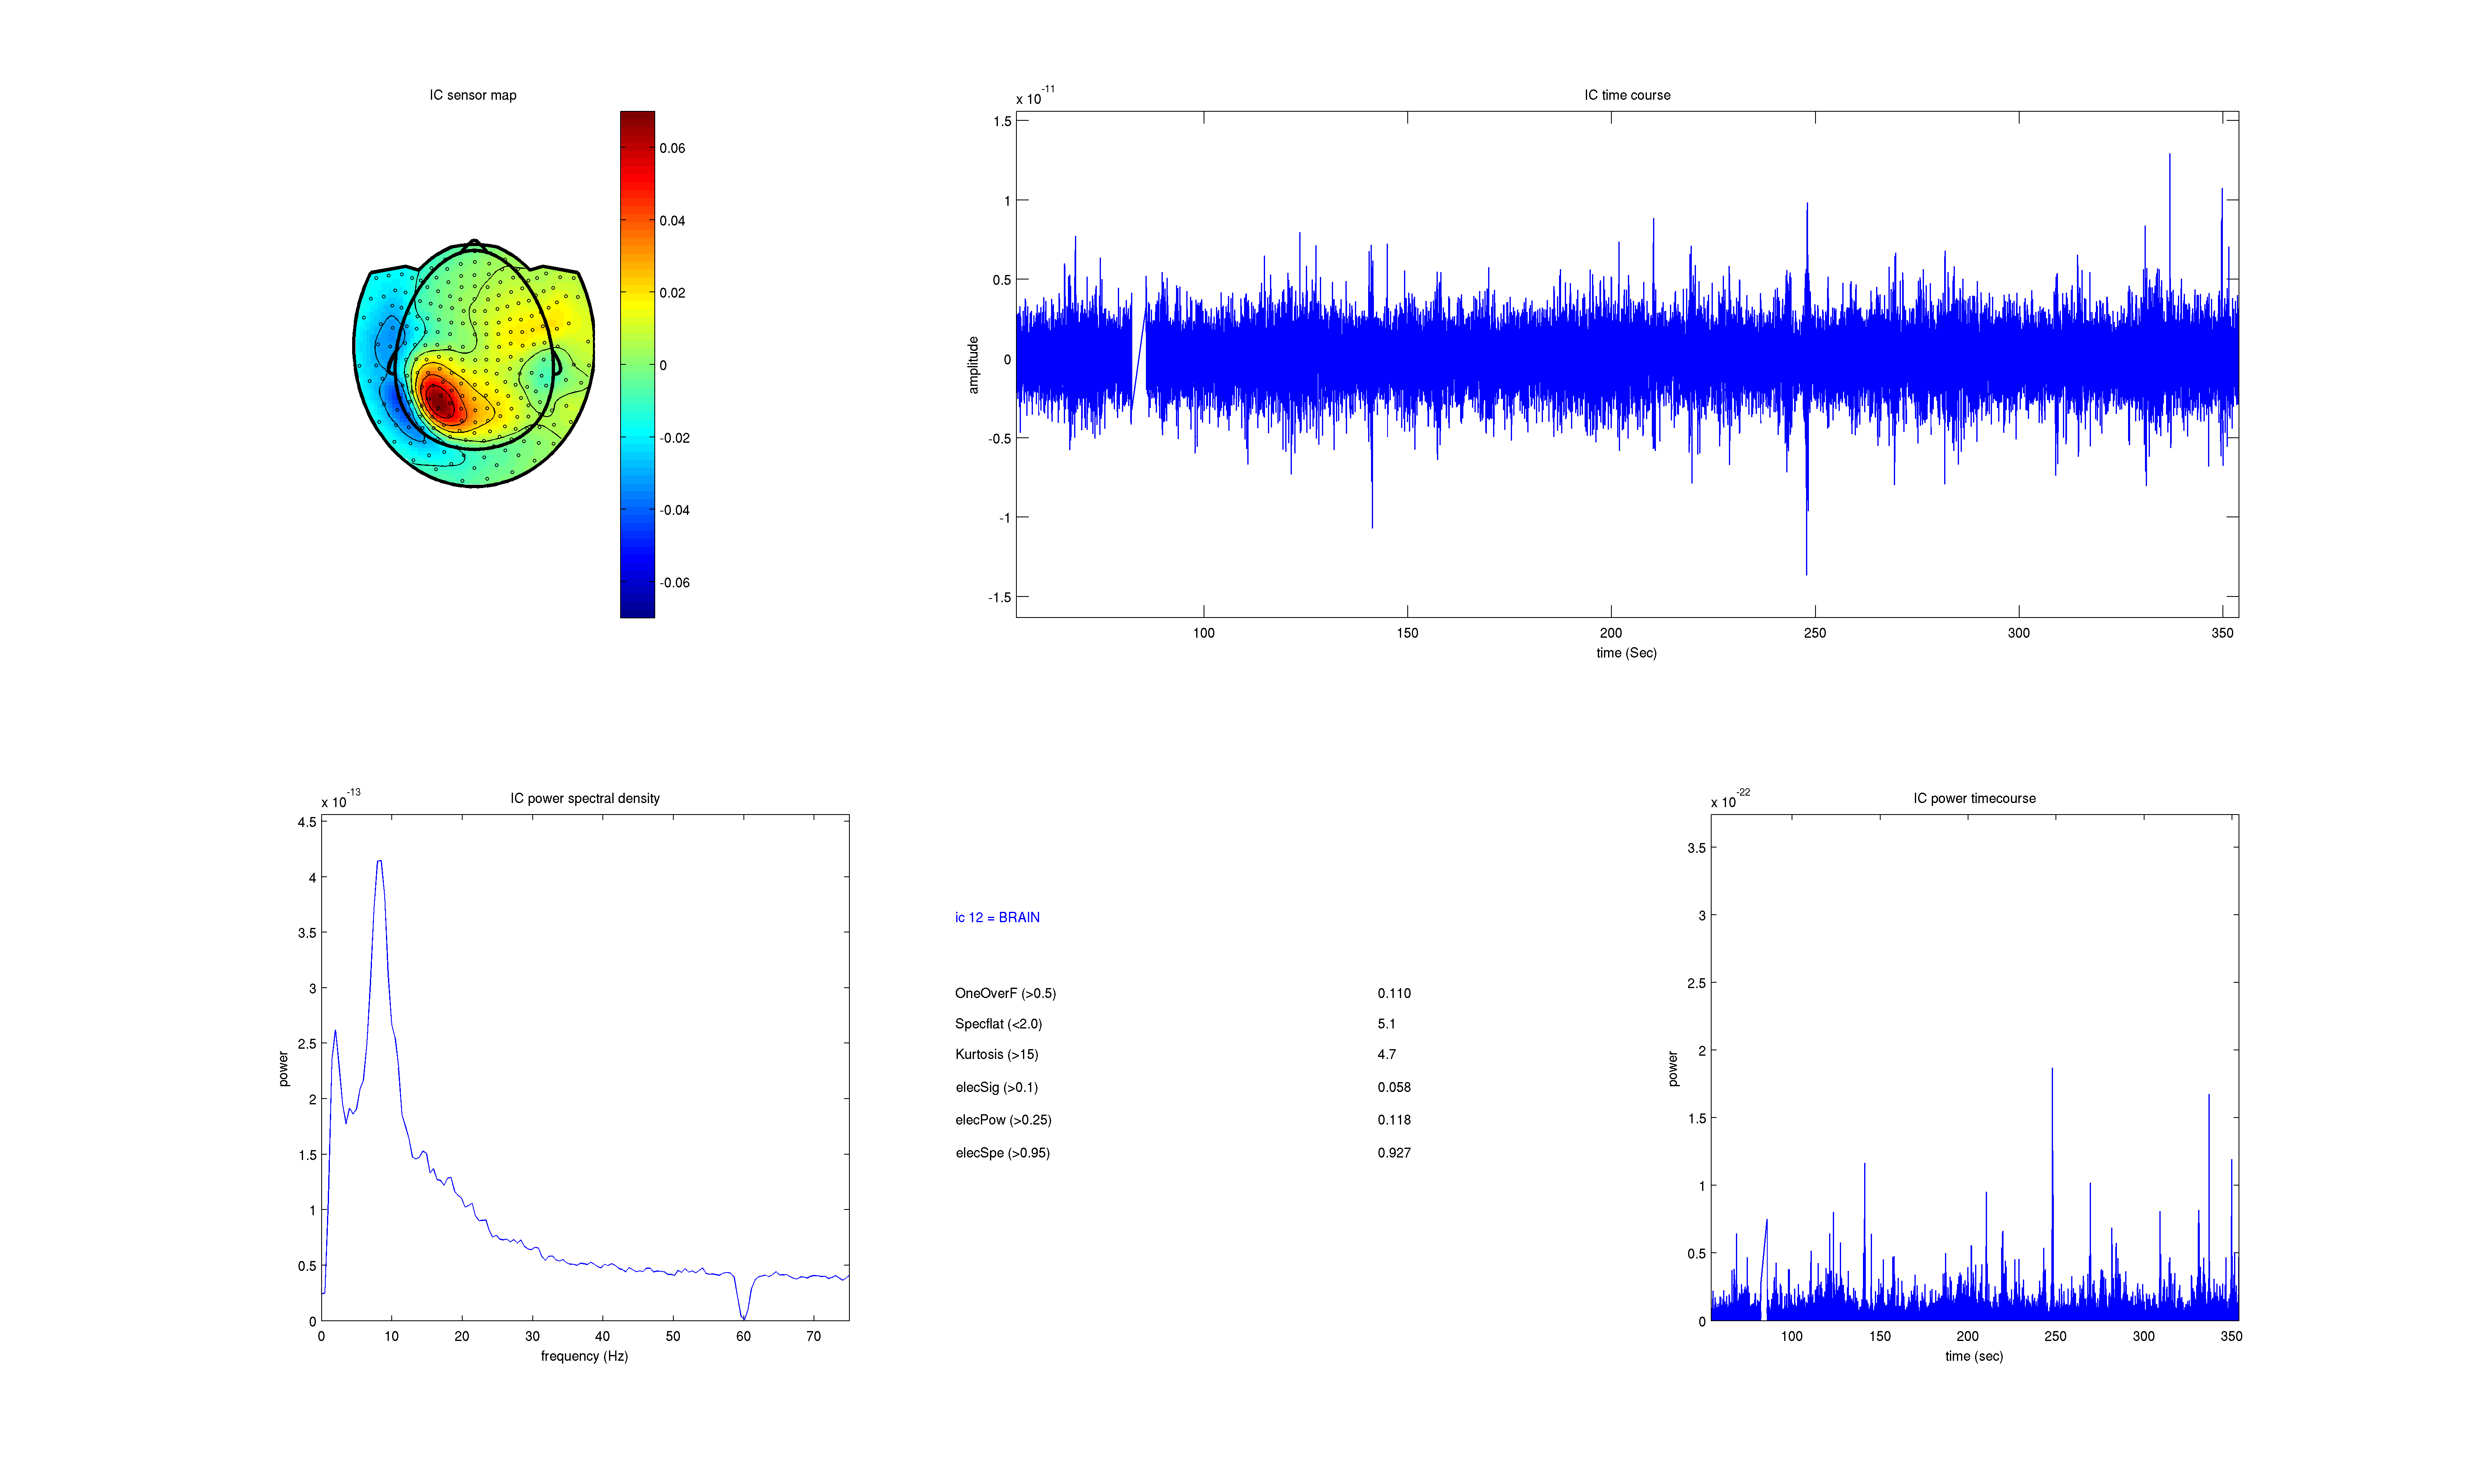 IC sensor map
0.06
0.04
0.02
0
-0.02
-0.04
-0.06
IC time course
x 10-11
1.5
1
0.5
0
-0.5
-1
-1.5
amplitude
100 150 200 250 300 350
time (Sec)
IC power spectral density
x 10-13
4.5
4
3.5
3
2.5
2
1.5
1
0.5
0
power
0 10 20 30 40 50 60 70
frequency (Hz)
ic 12 = BRAIN
OneOverF (>0.5) 0.110
Specflat (<2.0) 5.1
Kurtosis (>15) 4.7
elecSig (>0.1) 0.058
elecPow (>0.25) 0.118
elecSpe (>0.95) 0.927
IC power timecourse
x 10-22
3.5
3
2.5
2
1.5
1
0.5
0
power
100 150 200 250 300 350
time (sec)